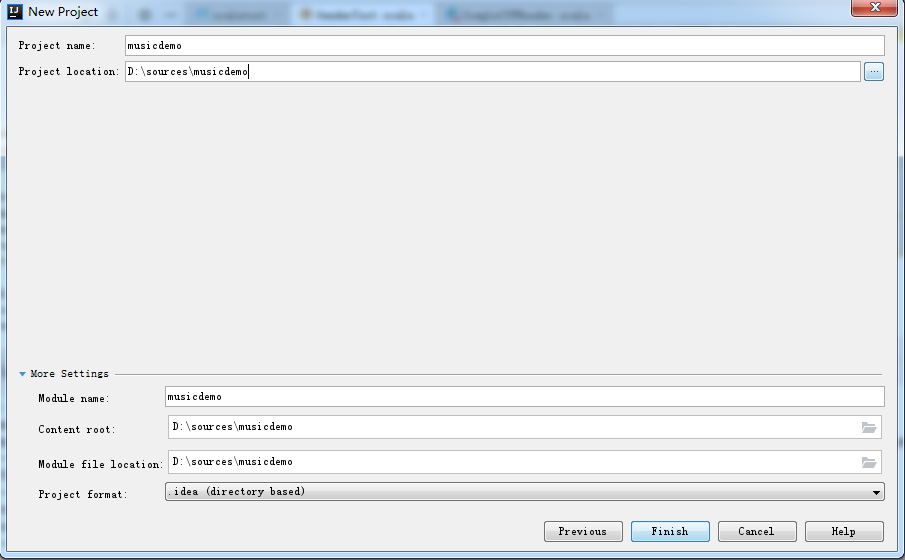 IJ New Project
Project name: musicdemo
Project location: D:\sources\musicdemo
...
More Settings
Module name: musicdemo
Content root: D:\sources\musicdemo
Module file location: D:\sources\musicdemo
Project format: .idea (directory based)
Previous Finish Cancel Help